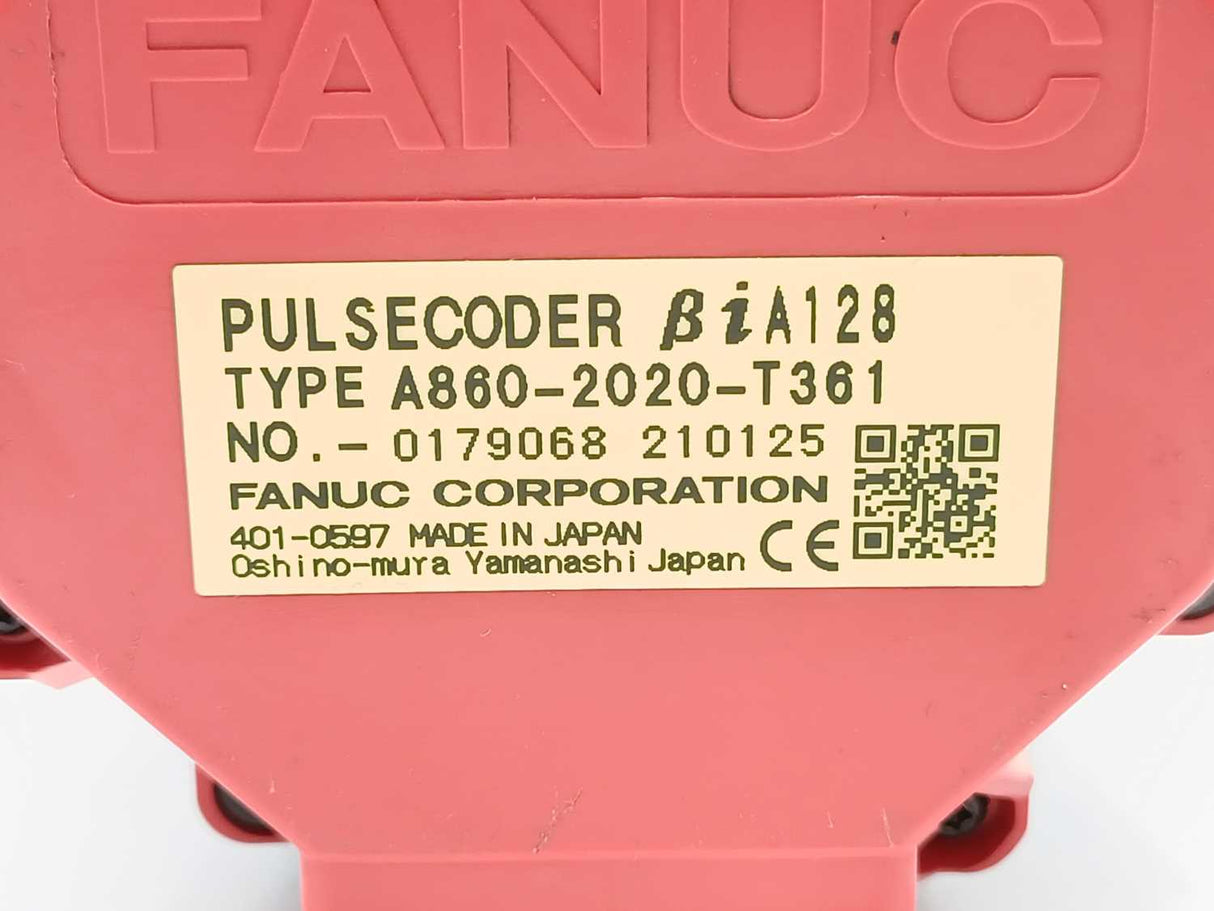 FANUC
PULSECODER βiA128
TYPE A860-2020-T361
NO.-0179068 210125
FANUC CORPORATION
401-0597 MADE IN JAPAN
Oshino-mura Yamanashi Japan CE